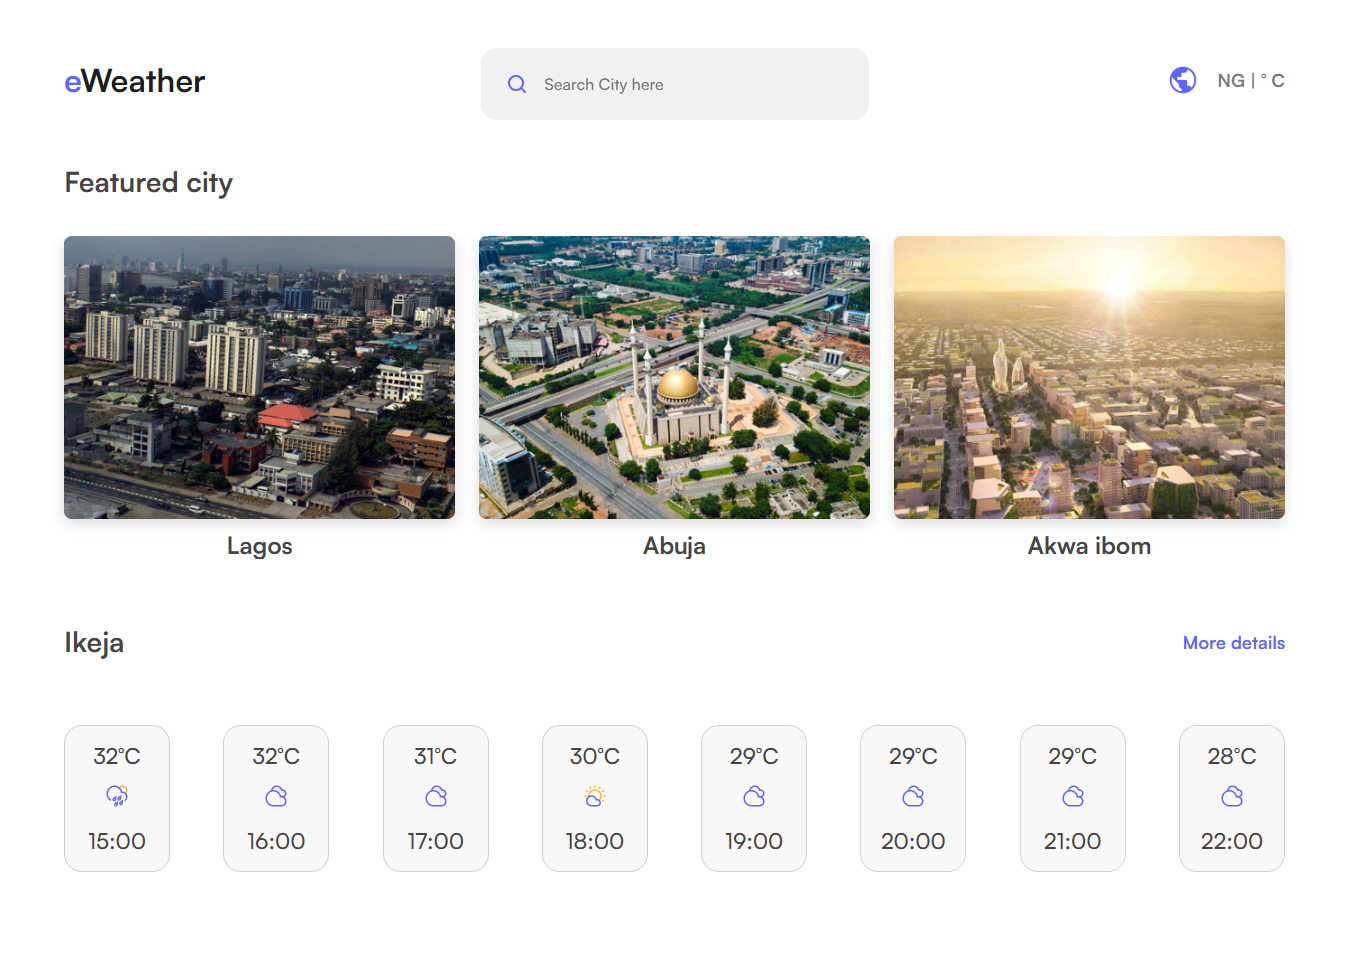 eWeather
Search City here
NG | ° C
Featured city
Lagos
Abuja
Akwa ibom
Ikeja
More details
32°C
32°C
31°C
30°C
29°C
29°C
29°C
28°C
15:00
16:00
17:00
18:00
19:00
20:00
21:00
22:00